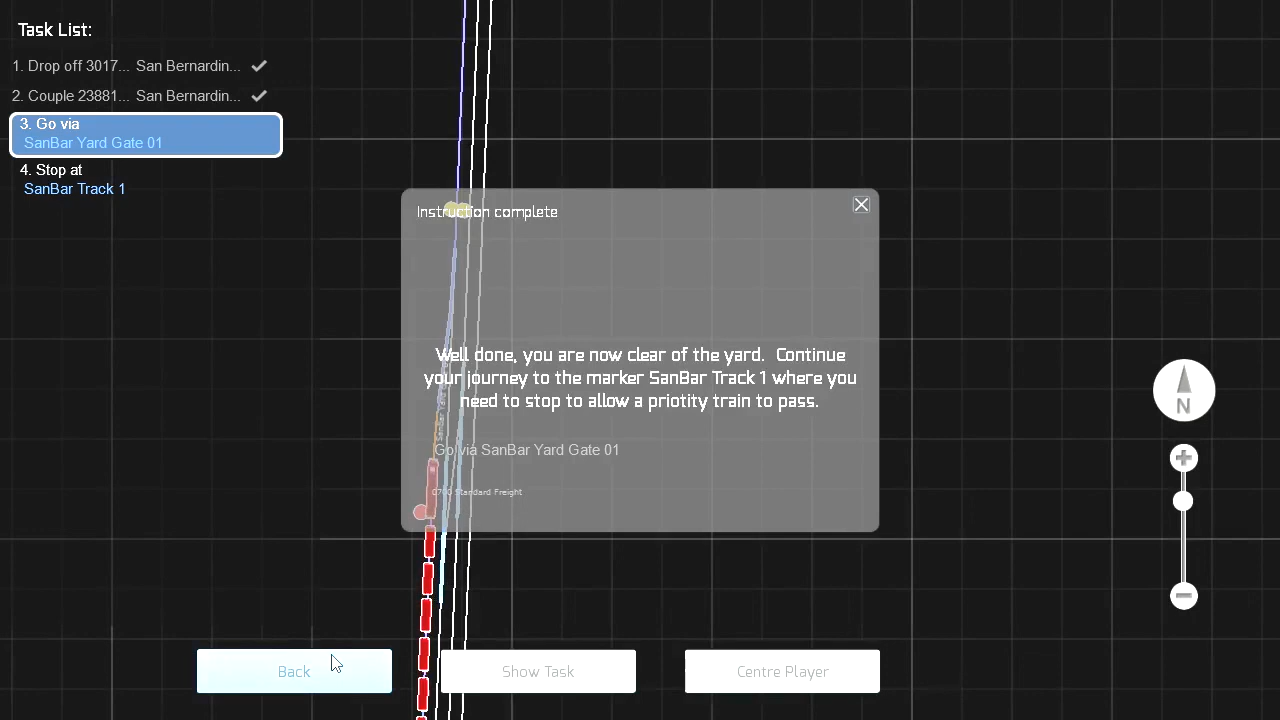 Task List:
1. Drop off 3017... San Bernardin...
2. Couple 23881... San Bernardin...
3. Go via
SanBar Yard Gate 01
4. Stop at
SanBar Track 1
Instruction complete
Well done, you are now clear of the yard. Continue
your journey to the marker SanBar Track 1 where you
need to stop to allow a priotity train to pass.
Go via SanBar Yard Gate 01
0700 Standard Freight
N
Back
Show Task
Centre Player